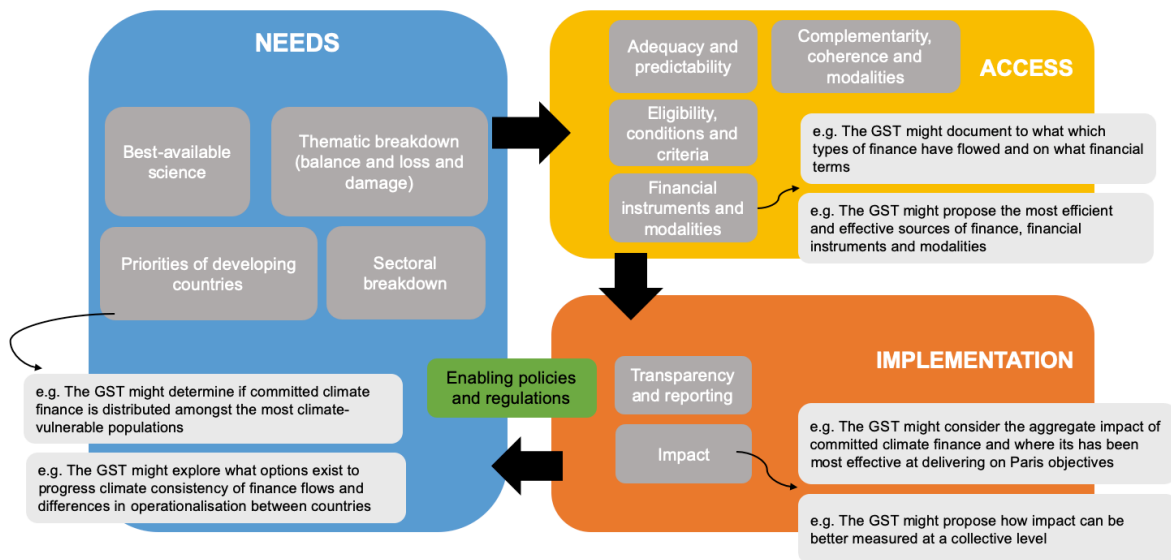 NEEDS
Best-available
science
Thematic breakdown
(balance and loss and
damage)
Priorities of developing
countries
Sectoral
breakdown
e.g. The GST might determine if committed climate
finance is distributed amongst the most climate-
vulnerable populations
e.g. The GST might explore what options exist to
progress climate consistency of finance flows and
differences in operationalisation between countries
ACCESS
Adequacy and
predictability
Complementarity,
coherence and
modalities
Eligibility,
conditions and
criteria
Financial
instruments and
modalities
e.g. The GST might document to what which
types of finance have flowed and on what financial
terms
e.g. The GST might propose the most efficient
and effective sources of finance, financial
instruments and modalities
Enabling policies
and regulations
IMPLEMENTATION
Transparency
and reporting
Impact
e.g. The GST might consider the aggregate impact of
committed climate finance and where its has been
most effective at delivering on Paris objectives
e.g. The GST might propose how impact can be
better measured at a collective level